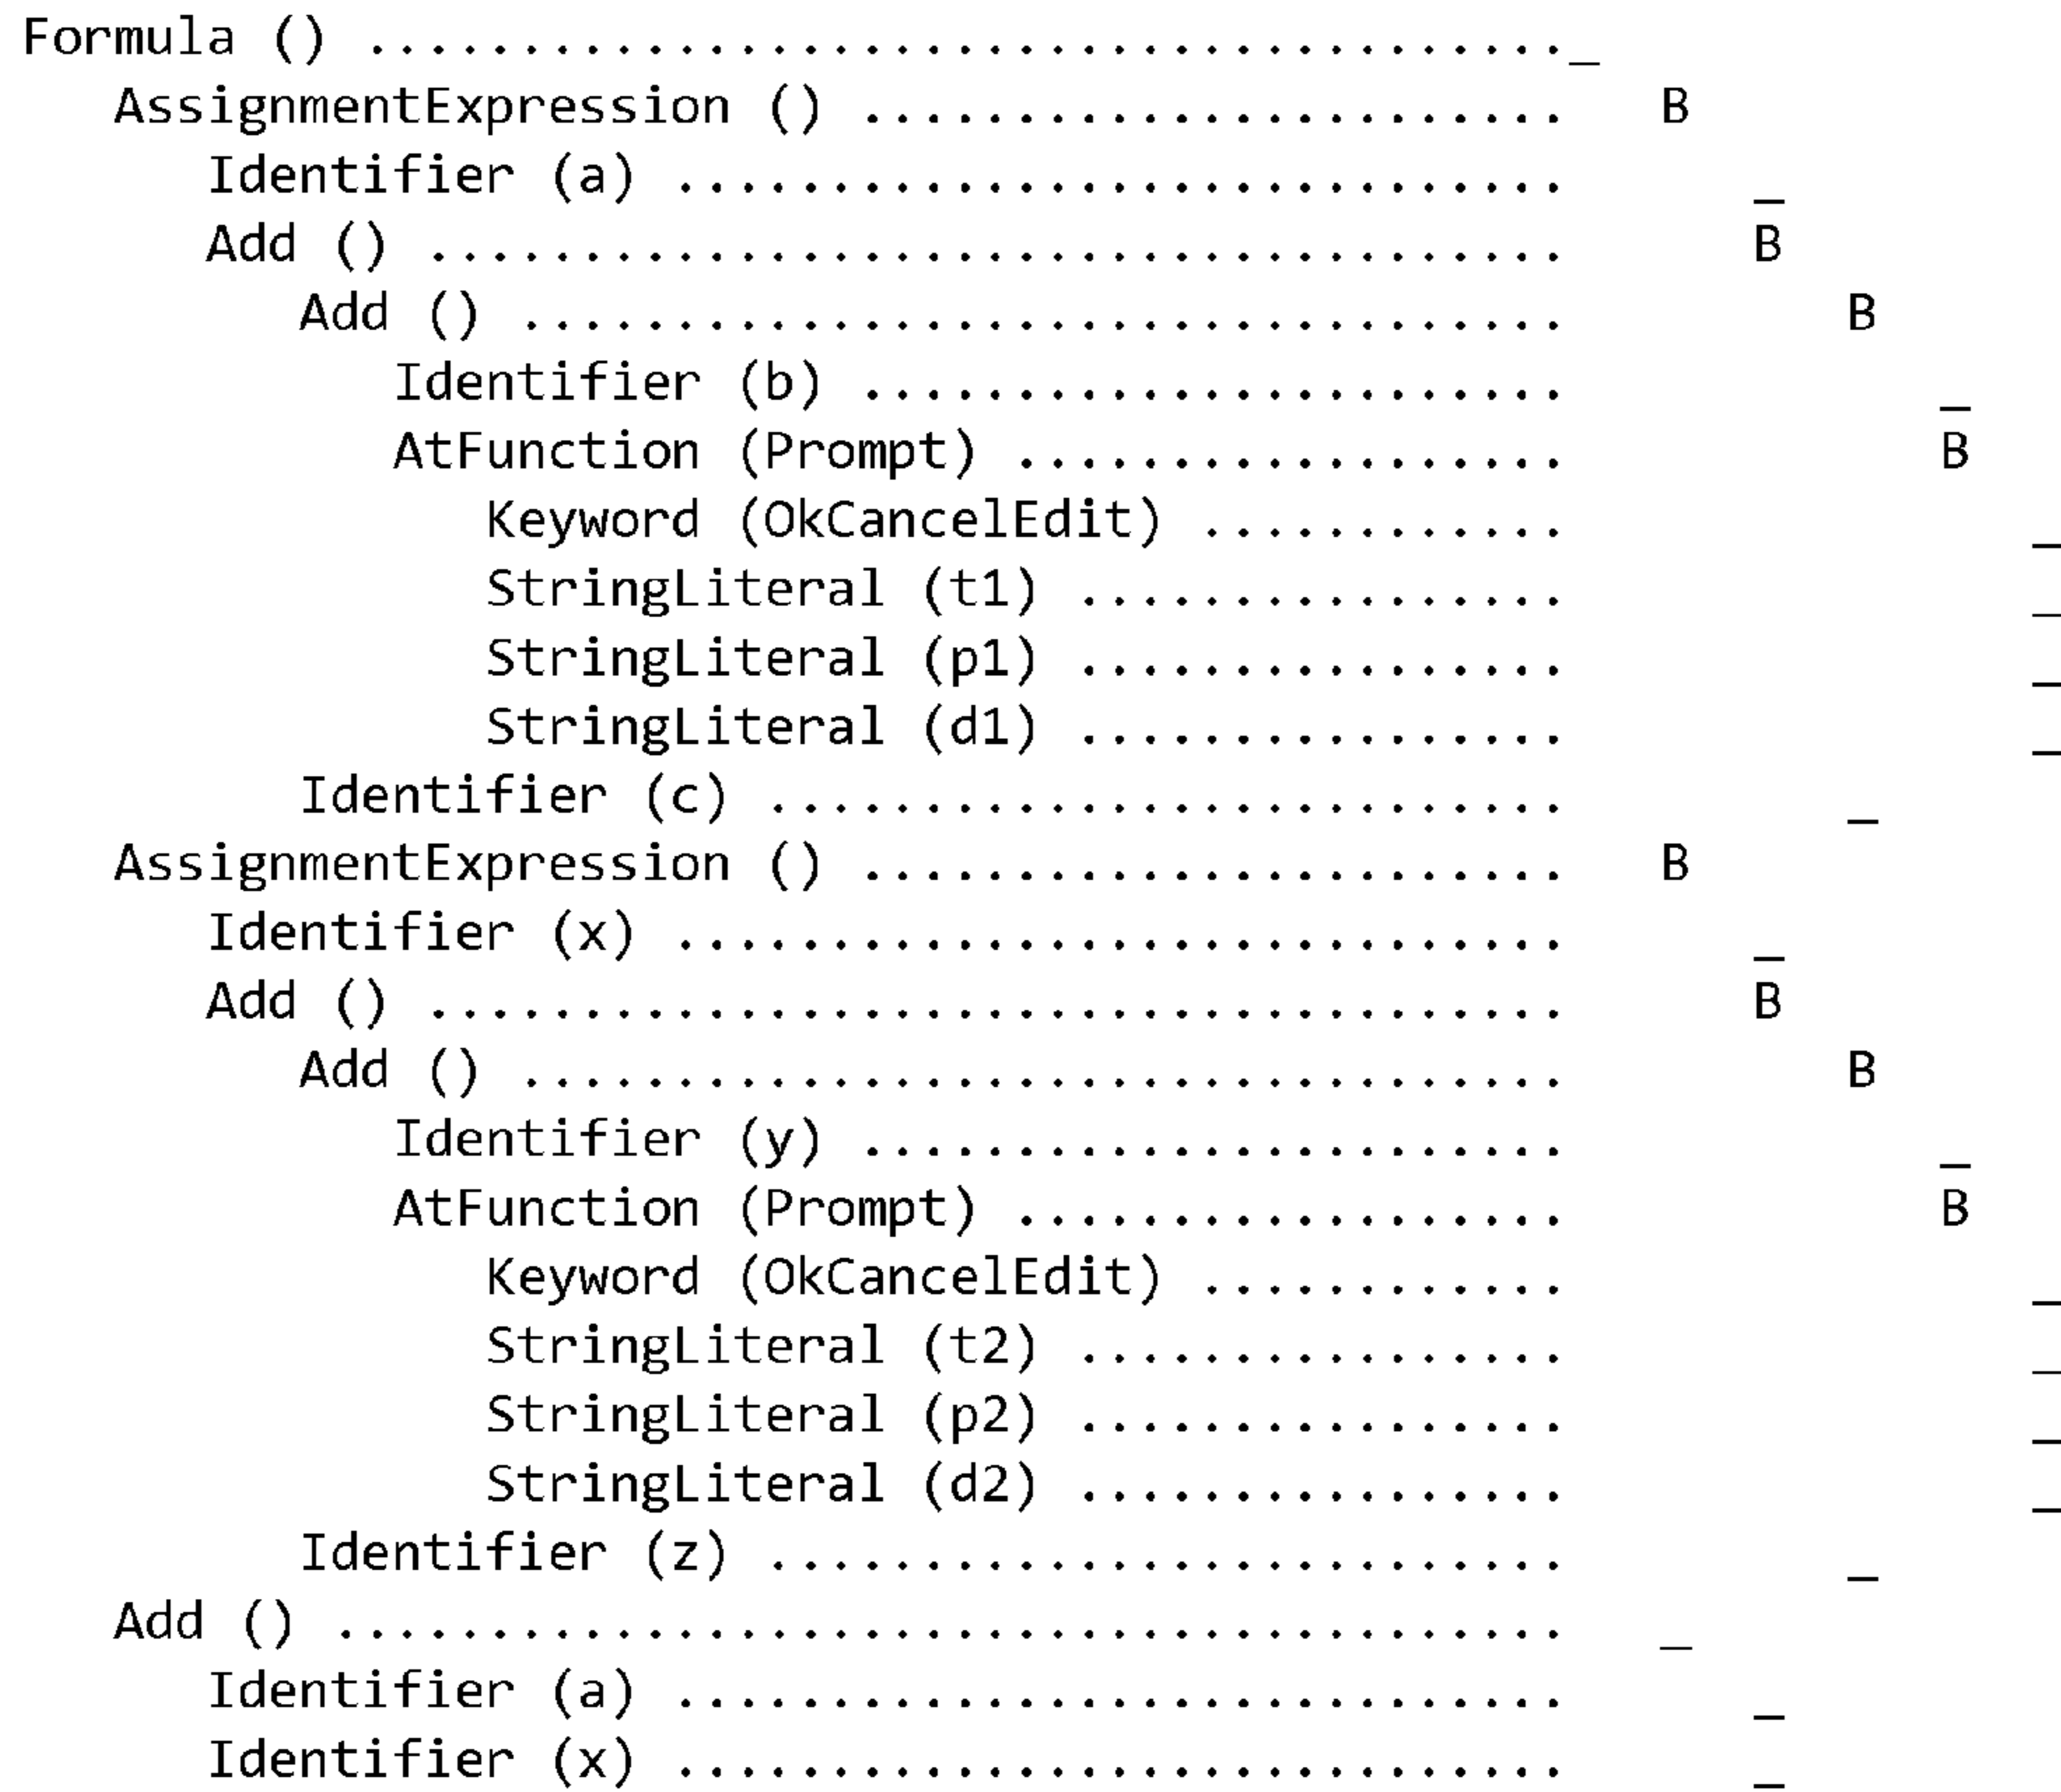 Formula () ......................................._
   AssignmentExpression () .......................   B
      Identifier (a) .............................      _
      Add () .....................................      B
         Add () ..................................         B
            Identifier (b) .......................            _
            AtFunction (Prompt) ..................            B
               Keyword (OkCancelEdit) ............               _
               StringLiteral (t1) ................               _
               StringLiteral (p1) ................               _
               StringLiteral (d1) ................               _
         Identifier (c) ..........................         _
   AssignmentExpression () .......................   B
      Identifier (x) .............................      _
      Add () .....................................      B
         Add () ..................................         B
            Identifier (y) .......................            _
            AtFunction (Prompt) ..................            B
               Keyword (OkCancelEdit) ............               _
               StringLiteral (t2) ................               _
               StringLiteral (p2) ................               _
               StringLiteral (d2) ................               _
         Identifier (z) ..........................         _
   Add () ........................................   _
      Identifier (a) .............................      _
      Identifier (x) .............................      _